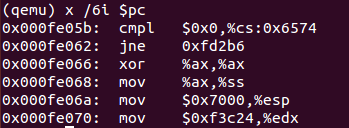 (qemu) x /6i $pc
0x000fe05b:  cmpl   $0x0,%cs:0x6574
0x000fe062:  jne    0xfd2b6
0x000fe066:  xor    %ax,%ax
0x000fe068:  mov    %ax,%ss
0x000fe06a:  mov    $0x7000,%esp
0x000fe070:  mov    $0xf3c24,%edx